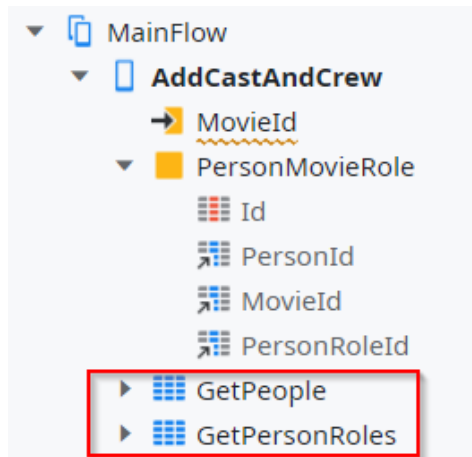 MainFlow
AddCastAndCrew
MovieId
PersonMovieRole
Id
PersonId
MovieId
PersonRoleId
GetPeople
GetPersonRoles